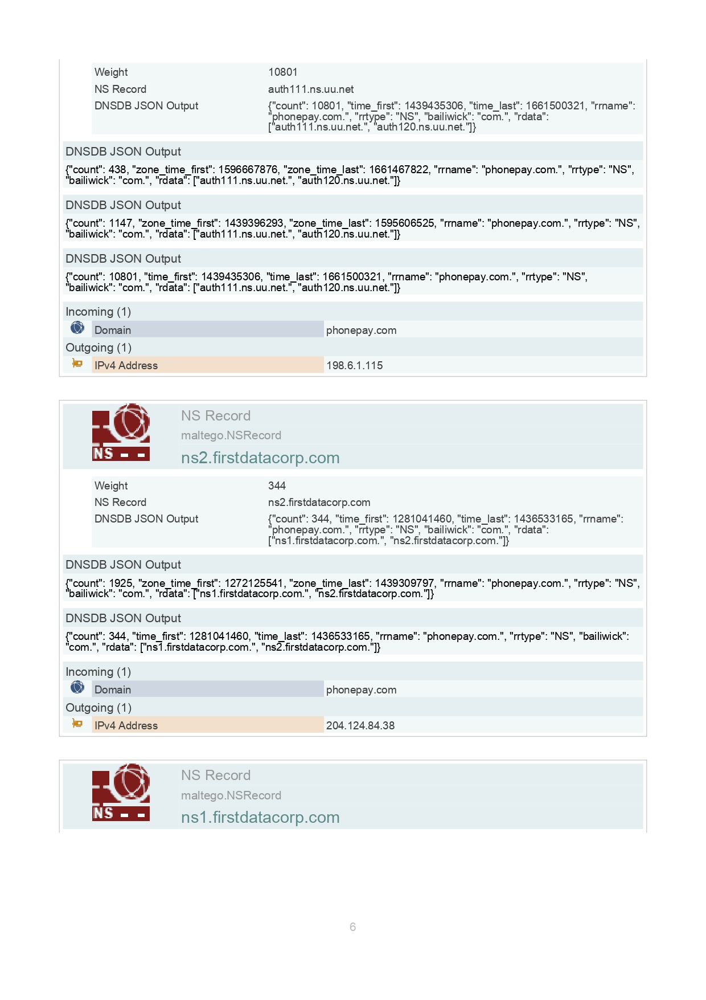 Weight 10801
NS Record auth111.ns.uu.net
DNSDB JSON Output {"count": 10801, "time_first": 1439435306, "time_last": 1661500321, "rrname":
"phonepay.com.", "rrtype": "NS", "bailiwick": "com.", "rdata":
["auth111.ns.uu.net.", "auth120.ns.uu.net."]}
DNSDB JSON Output
{"count": 438, "zone_time_first": 1596667876, "zone_time_last": 1661467822, "rrname": "phonepay.com.", "rrtype": "NS",
"bailiwick": "com.", "rdata": ["auth111.ns.uu.net.", "auth120.ns.uu.net."]}
DNSDB JSON Output
{"count": 1147, "zone_time_first": 1439396293, "zone_time_last": 1595606525, "rrname": "phonepay.com.", "rrtype": "NS",
"bailiwick": "com.", "rdata": ["auth111.ns.uu.net.", "auth120.ns.uu.net."]}
DNSDB JSON Output
{"count": 10801, "time_first": 1439435306, "time_last": 1661500321, "rrname": "phonepay.com.", "rrtype": "NS",
"bailiwick": "com.", "rdata": ["auth111.ns.uu.net.", "auth120.ns.uu.net."]}
Incoming (1)
Domain phonepay.com
Outgoing (1)
IPv4 Address 198.6.1.115
NS
NS Record
maltego.NSRecord
ns2.firstdatacorp.com
Weight 344
NS Record ns2.firstdatacorp.com
DNSDB JSON Output {"count": 344, "time_first": 1281041460, "time_last": 1436533165, "rrname":
"phonepay.com.", "rrtype": "NS", "bailiwick": "com.", "rdata":
["ns1.firstdatacorp.com.", "ns2.firstdatacorp.com."]}
DNSDB JSON Output
{"count": 1925, "zone_time_first": 1272125541, "zone_time_last": 1439309797, "rrname": "phonepay.com.", "rrtype": "NS",
"bailiwick": "com.", "rdata": ["ns1.firstdatacorp.com.", "ns2.firstdatacorp.com."]}
DNSDB JSON Output
{"count": 344, "time_first": 1281041460, "time_last": 1436533165, "rrname": "phonepay.com.", "rrtype": "NS", "bailiwick":
"com.", "rdata": ["ns1.firstdatacorp.com.", "ns2.firstdatacorp.com."]}
Incoming (1)
Domain phonepay.com
Outgoing (1)
IPv4 Address 204.124.84.38
NS
NS Record
maltego.NSRecord
ns1.firstdatacorp.com
6